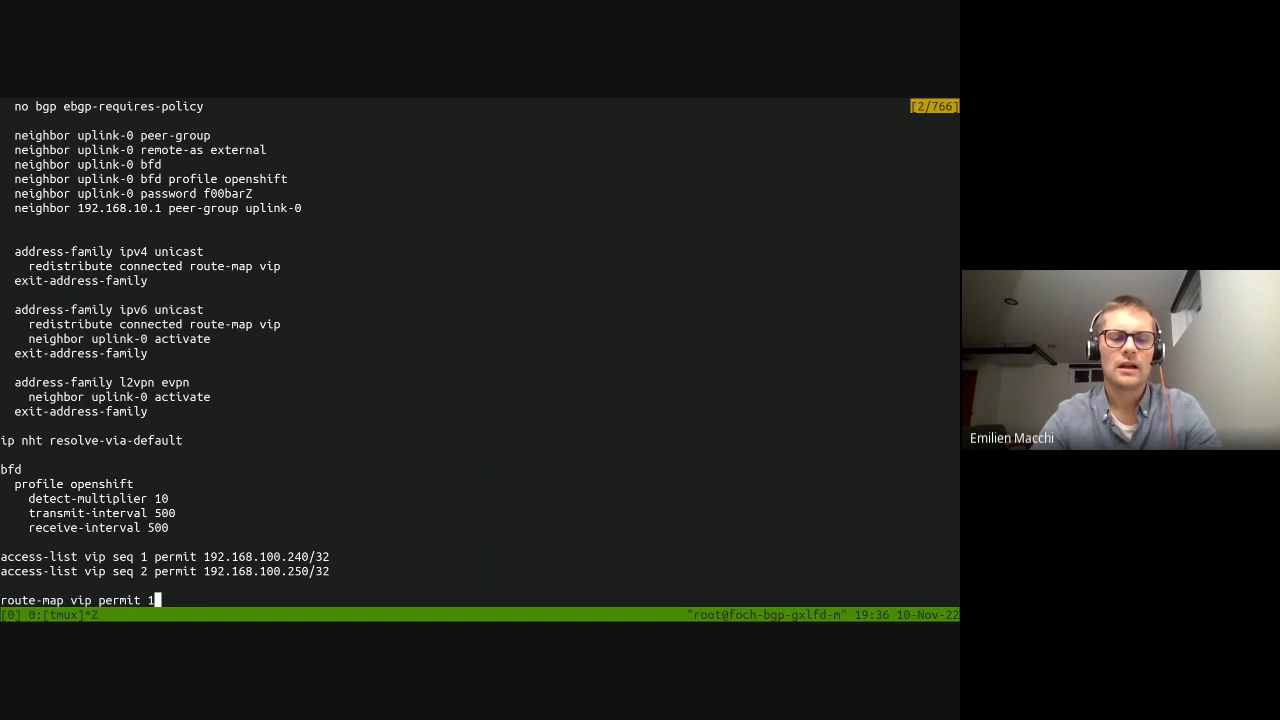 no bgp ebgp-requires-policy
[2/766]
neighbor uplink-0 peer-group
neighbor uplink-0 remote-as external
neighbor uplink-0 bfd
neighbor uplink-0 bfd profile openshift
neighbor uplink-0 password f00barZ
neighbor 192.168.10.1 peer-group uplink-0
address-family ipv4 unicast
redistribute connected route-map vip
exit-address-family
address-family ipv6 unicast
redistribute connected route-map vip
neighbor uplink-0 activate
exit-address-family
address-family l2vpn evpn
neighbor uplink-0 activate
exit-address-family
ip nht resolve-via-default
bfd
profile openshift
detect-multiplier 10
transmit-interval 500
receive-interval 500
access-list vip seq 1 permit 192.168.100.240/32
access-list vip seq 2 permit 192.168.100.250/32
route-map vip permit 1
[0] 0:[tmux]*Z
"root@foch-bgp-gxlfd-m" 19:36 10-Nov-22
Emilien Macchi